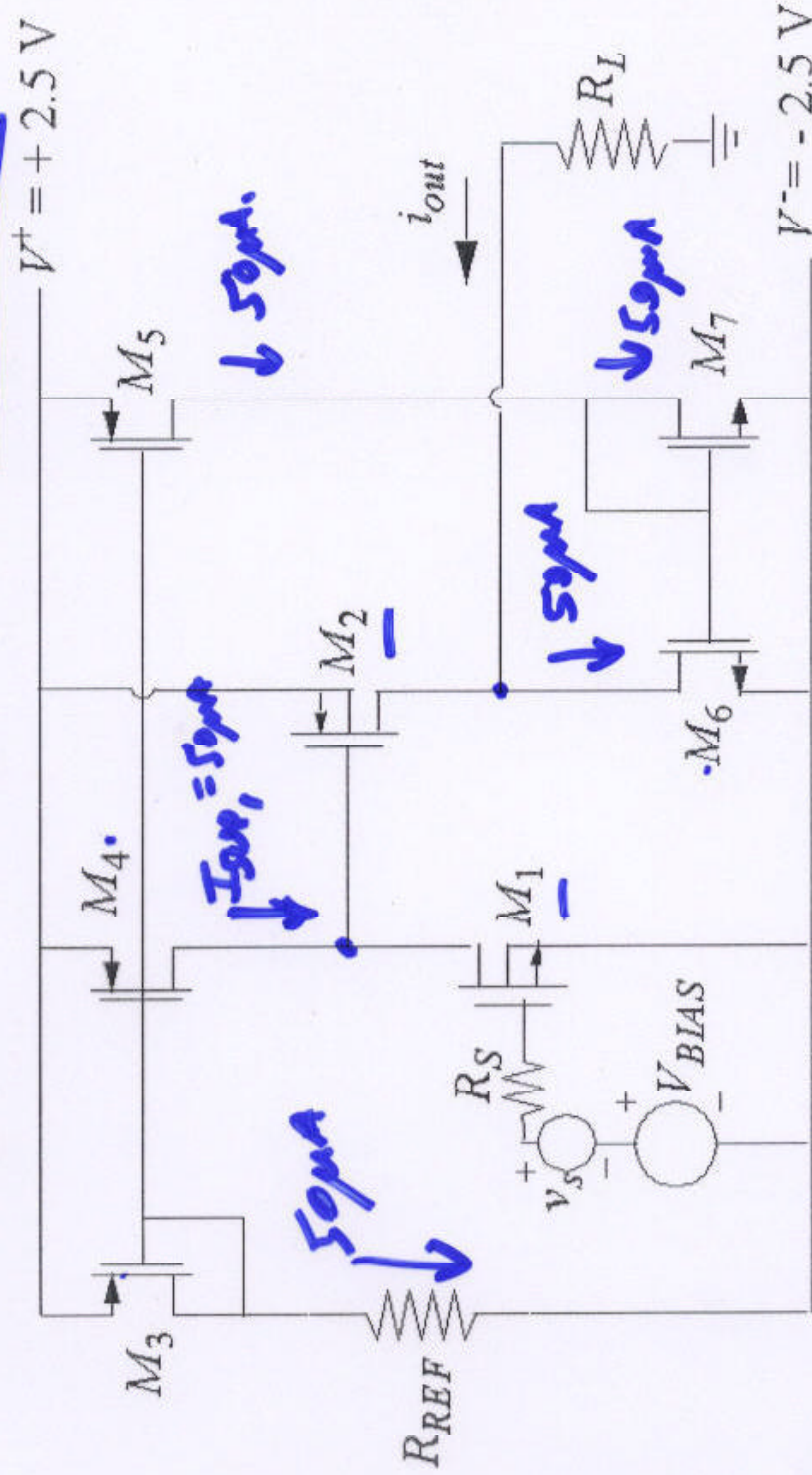 V⁺ = + 2.5 V
M₃
M₄
M₅
50µA
I_SUP₁ = 50µA
50µA.
M₂
i_out
R_REF
R_S
M₁
50µA
50µA
R_L
v_s
+
−
V_BIAS
+
−
M₆
M₇
V⁻ = - 2.5 V